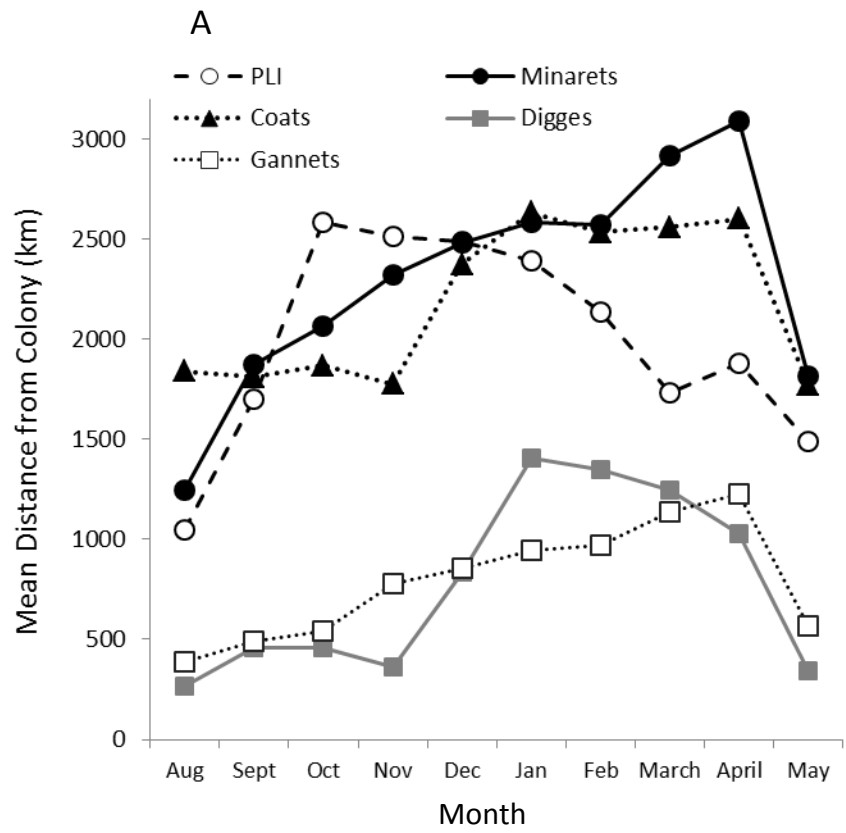 A
PLI
Minarets
Coats
Digges
Gannets
Mean Distance from Colony (km)
3000
2500
2000
1500
1000
500
0
Aug Sept Oct Nov Dec Jan Feb March April May
Month